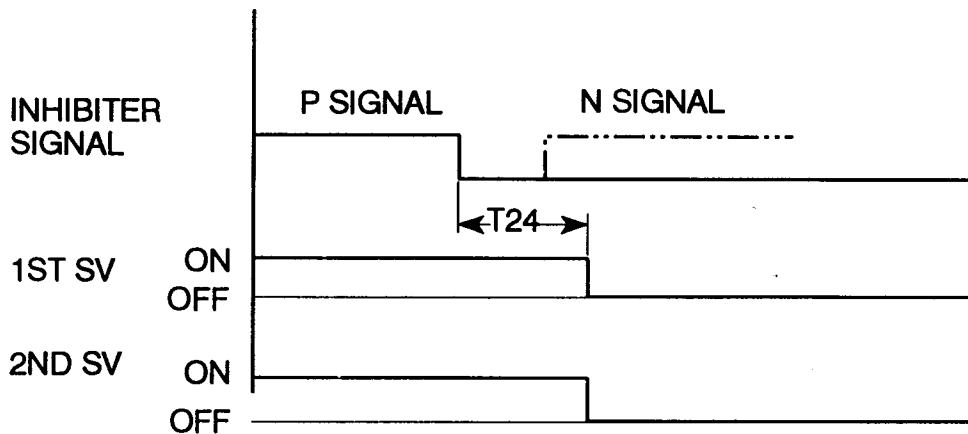 P SIGNAL
N SIGNAL
INHIBITER
SIGNAL
T24
1ST SV
ON
OFF
2ND SV
ON
OFF